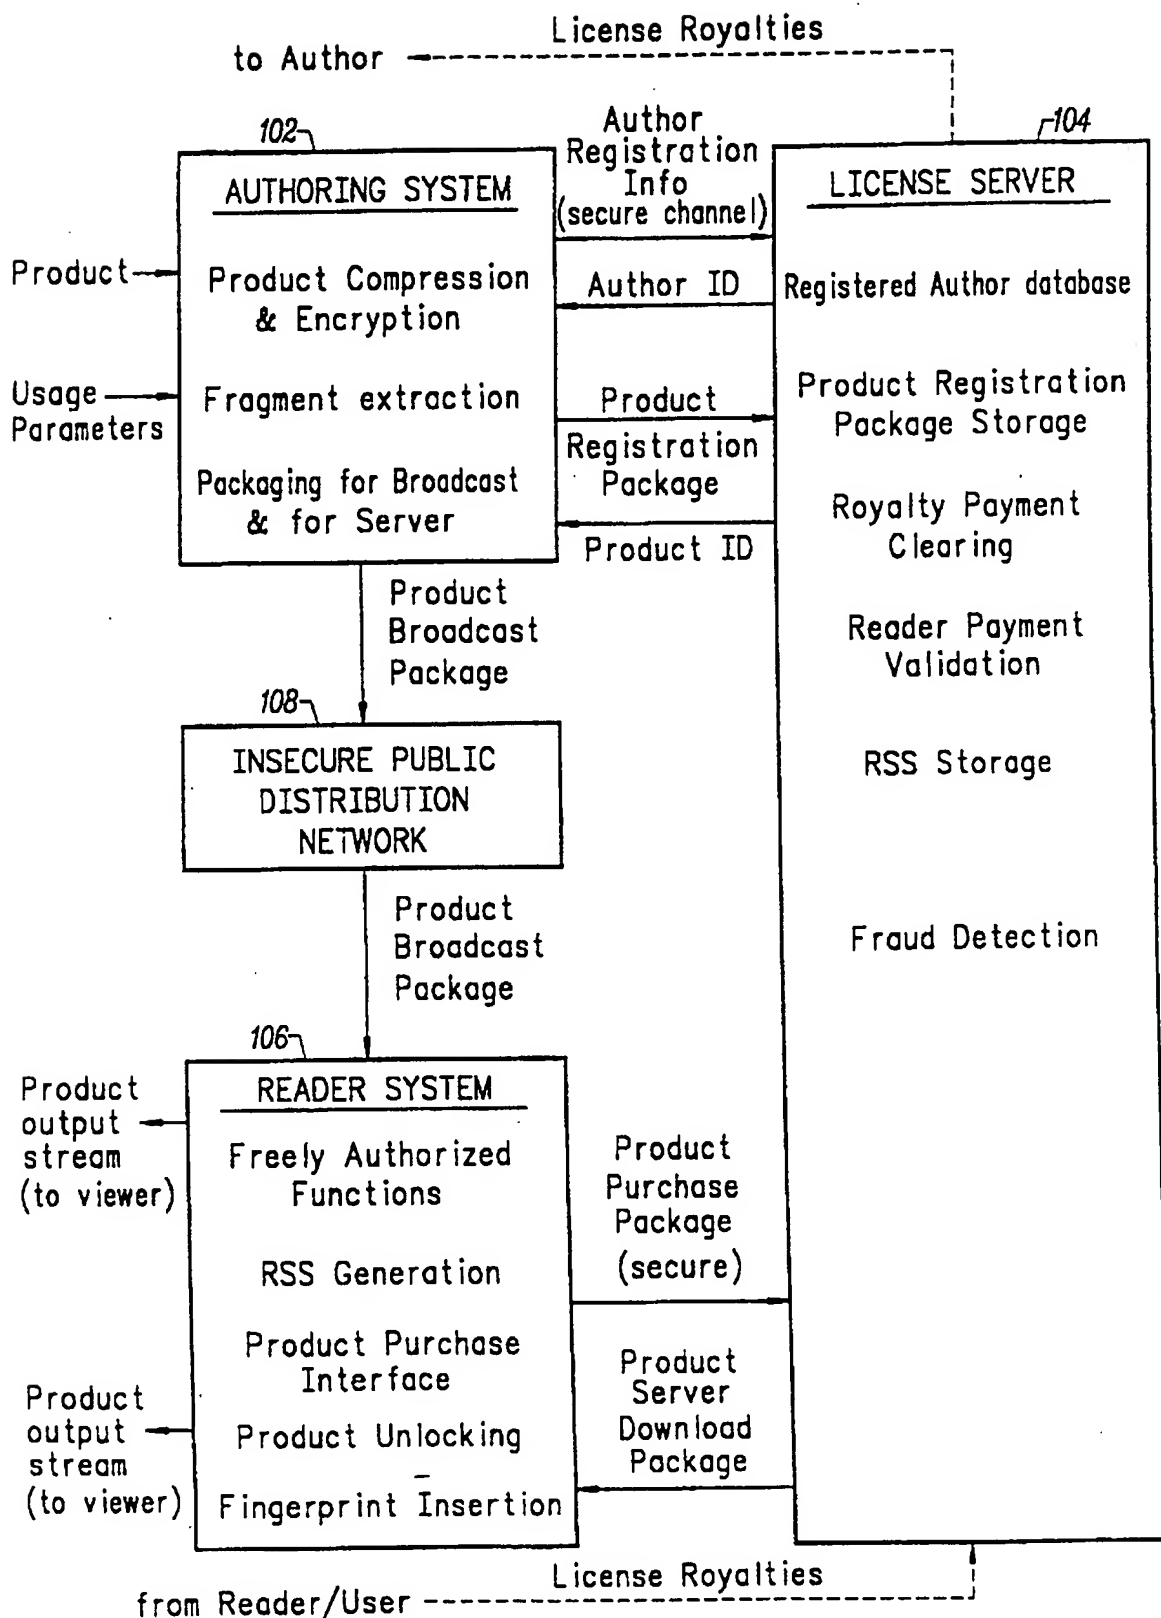 License Royalties
to Author
102
Author
Registration
Info
(secure channel)
104
AUTHORING SYSTEM
LICENSE SERVER
Product
Product Compression
& Encryption
Author ID
Registered Author database
Usage
Parameters
Fragment extraction
Product
Registration
Package
Product Registration
Package Storage
Packaging for Broadcast
& for Server
Product ID
Royalty Payment
Clearing
Product
Broadcast
Package
Reader Payment
Validation
108
INSECURE PUBLIC
DISTRIBUTION
NETWORK
RSS Storage
Product
Broadcast
Package
Fraud Detection
106
READER SYSTEM
Product
output
stream
(to viewer)
Freely Authorized
Functions
Product
Purchase
Package
(secure)
RSS Generation
Product Purchase
Interface
Product
Server
Download
Package
Product
output
stream
(to viewer)
Product Unlocking
Fingerprint Insertion
License Royalties
from Reader/User